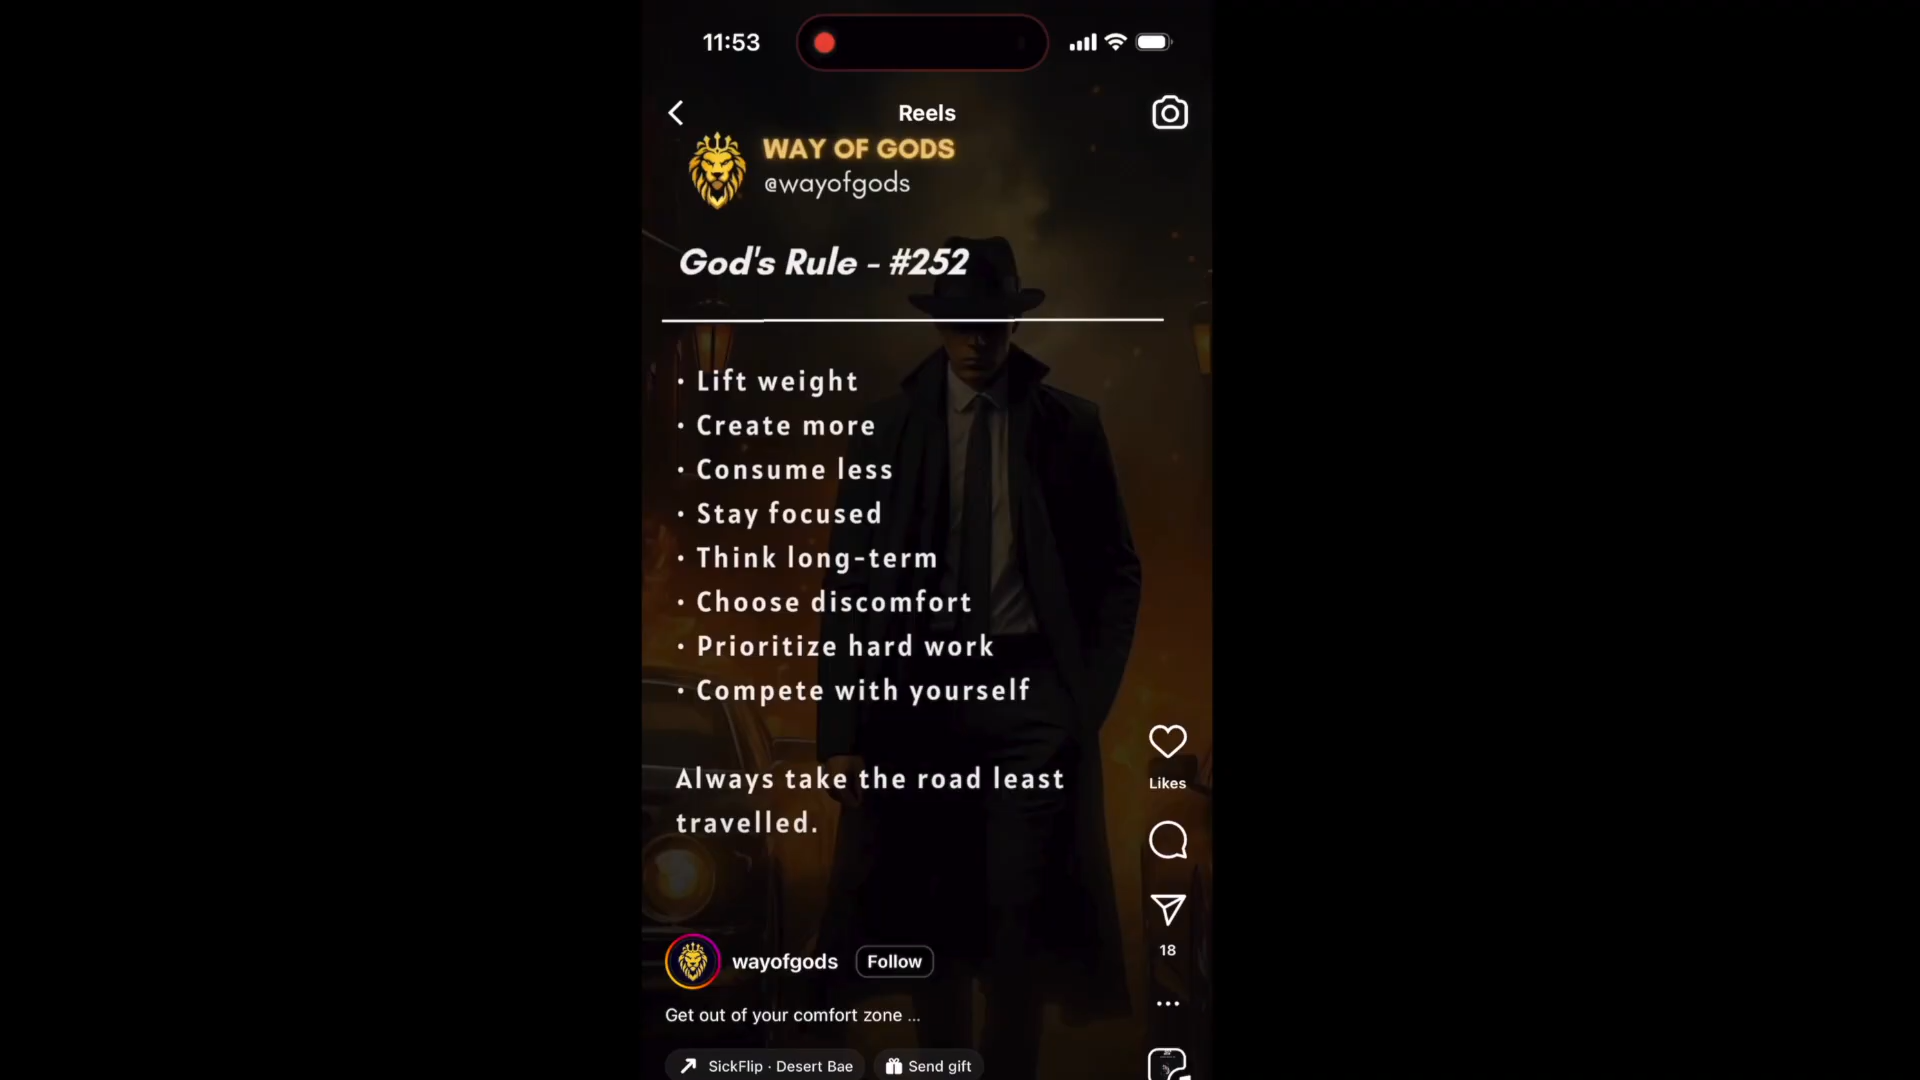 11:53
Reels
WAY OF GODS
@wayofgods
God's Rule - #252
• Lift weight
• Create more
• Consume less
• Stay focused
• Think long-term
• Choose discomfort
• Prioritize hard work
• Compete with yourself
Always take the road least
travelled.
Likes
18
wayofgods
Follow
Get out of your comfort zone ...
SickFlip · Desert Bae
Send gift